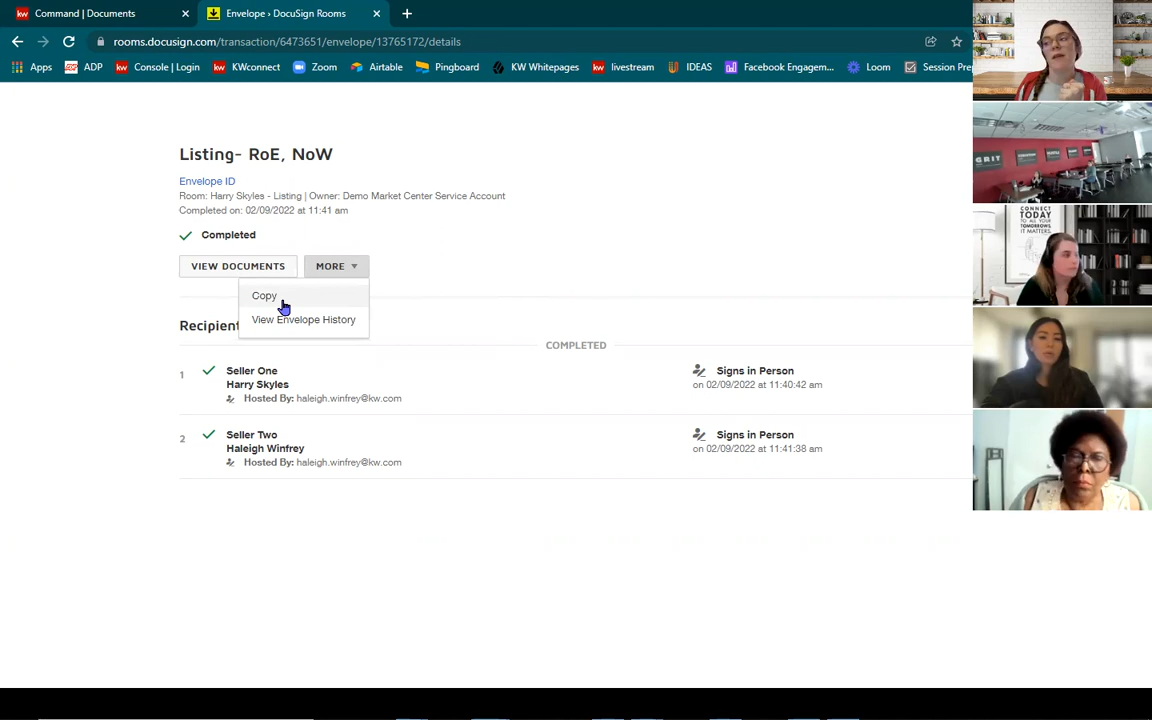 Command | Documents
Envelope › DocuSign Rooms
rooms.docusign.com/transaction/6473651/envelope/13765172/details
Apps ADP Console | Login KWconnect Zoom Airtable Pingboard KW Whitepages livestream IDEAS Facebook Engagem... Loom Session Pre
Listing- RoE, NoW
Envelope ID
Room: Harry Skyles - Listing | Owner: Demo Market Center Service Account
Completed on: 02/09/2022 at 11:41 am
Completed
VIEW DOCUMENTS MORE
Copy
View Envelope History
Recipient
COMPLETED
1 Seller One Signs in Person
Harry Skyles on 02/09/2022 at 11:40:42 am
Hosted By: haleigh.winfrey@kw.com
2 Seller Two Signs in Person
Haleigh Winfrey on 02/09/2022 at 11:41:38 am
Hosted By: haleigh.winfrey@kw.com
GRIT
CONNECT
TODAY
TO ALL YOUR
TOMORROWS.
IT MATTERS.